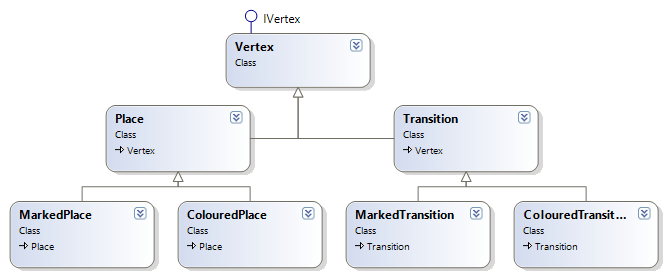 IVertex
Vertex
Class
Place
Class
Vertex
Transition
Class
Vertex
MarkedPlace
Class
Place
ColouredPlace
Class
Place
MarkedTransition
Class
Transition
ColouredTransit...
Class
Transition